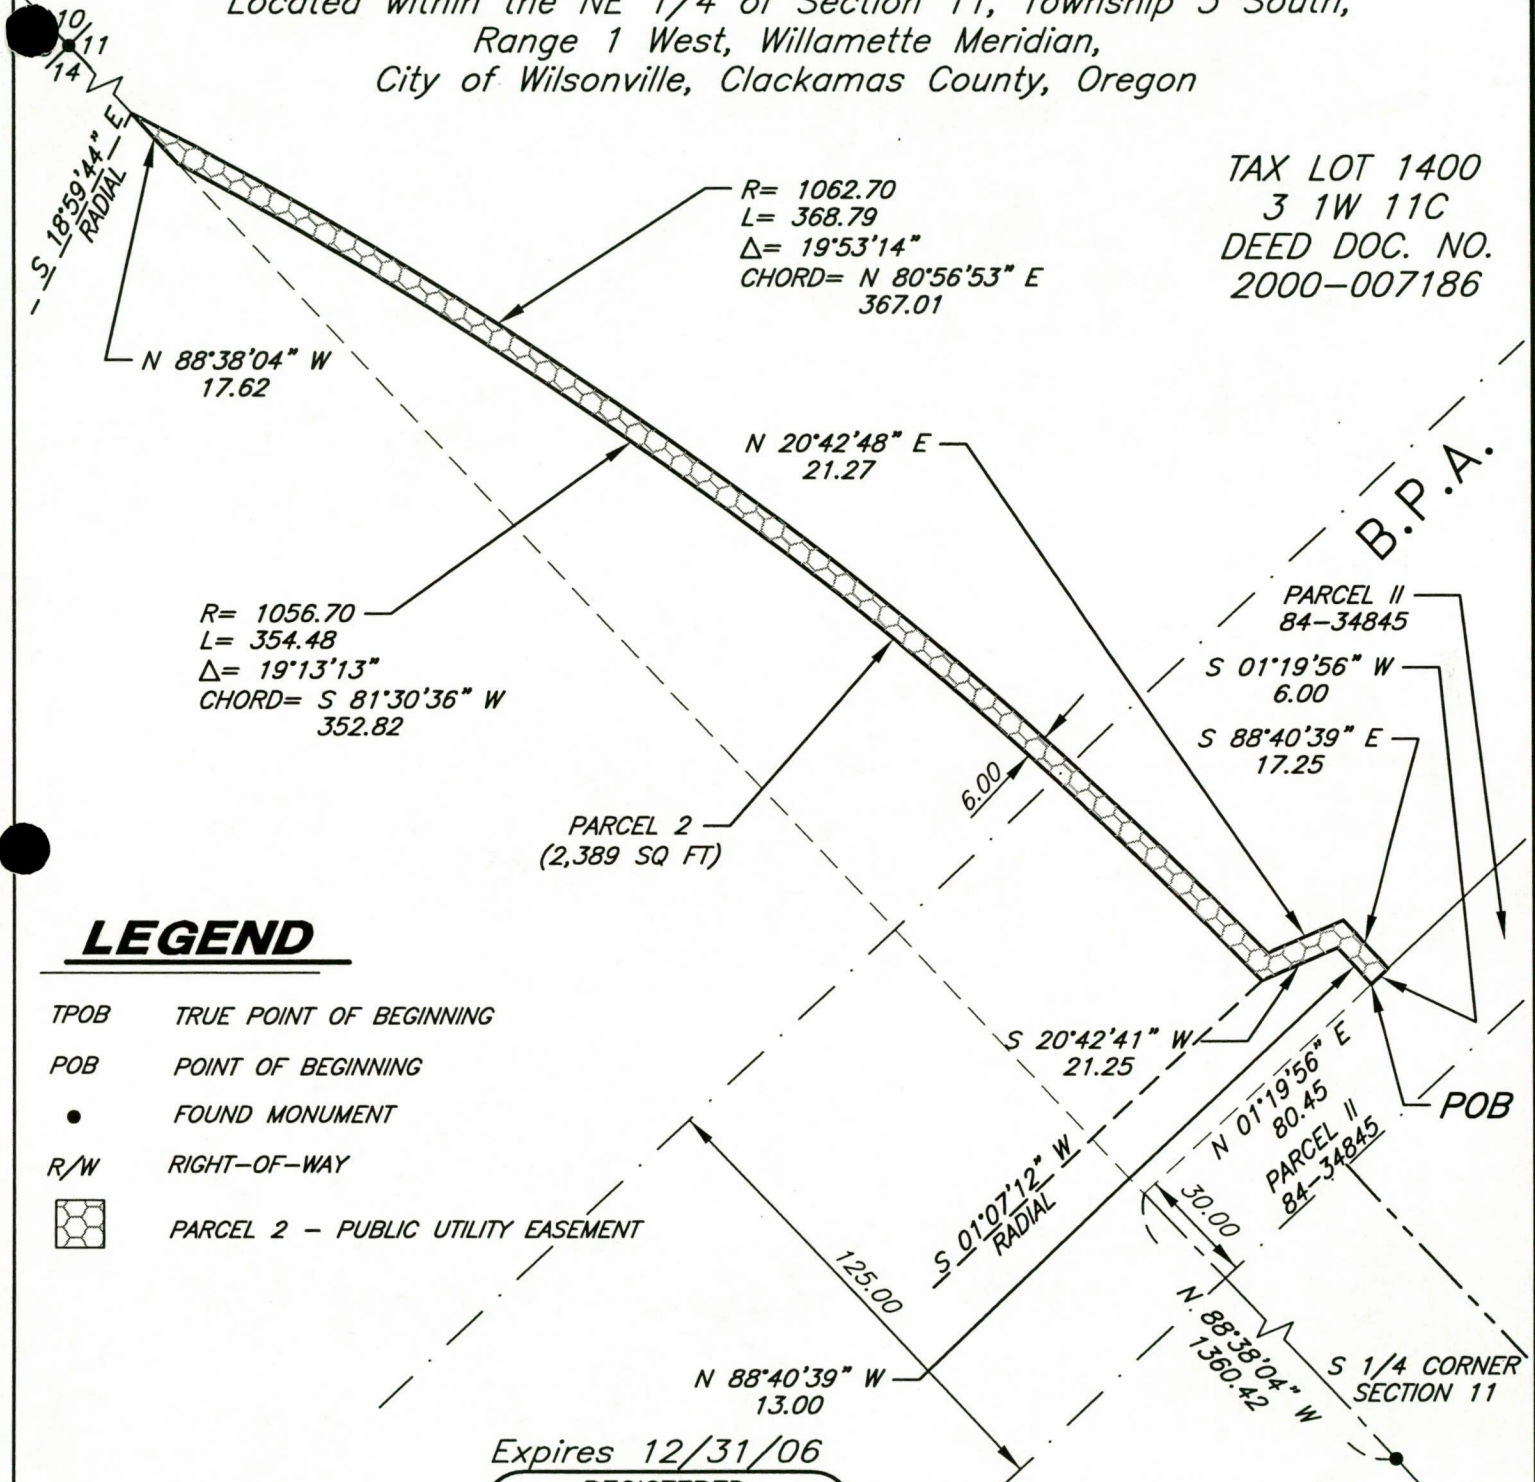 Located Within the NE 1/4 of Section 11, Township 3 South,
Range 1 West, Willamette Meridian,
City of Wilsonville, Clackamas County, Oregon
10
11
14
S 18°59'44" E
RADIAL
TAX LOT 1400
3 1W 11C
DEED DOC. NO.
2000-007186
R= 1062.70
L= 368.79
Δ= 19°53'14"
CHORD= N 80°56'53" E
367.01
N 88°38'04" W
17.62
N 20°42'48" E
21.27
B.P.A.
R= 1056.70
L= 354.48
Δ= 19°13'13"
CHORD= S 81°30'36" W
352.82
PARCEL II
84-34845
S 01°19'56" W
6.00
S 88°40'39" E
17.25
6.00
PARCEL 2
(2,389 SQ FT)
LEGEND
TPOB TRUE POINT OF BEGINNING
POB POINT OF BEGINNING
FOUND MONUMENT
R/W RIGHT-OF-WAY
PARCEL 2 - PUBLIC UTILITY EASEMENT
S 20°42'41" W
21.25
N 01°19'56" E
80.45
PARCEL II
84-34845
POB
S 01°07'12" W
RADIAL
30.00
125.00
N 88°38'04" W
1360.42
S 1/4 CORNER
SECTION 11
N 88°40'39" W
13.00
Expires 12/31/06
REGISTERED